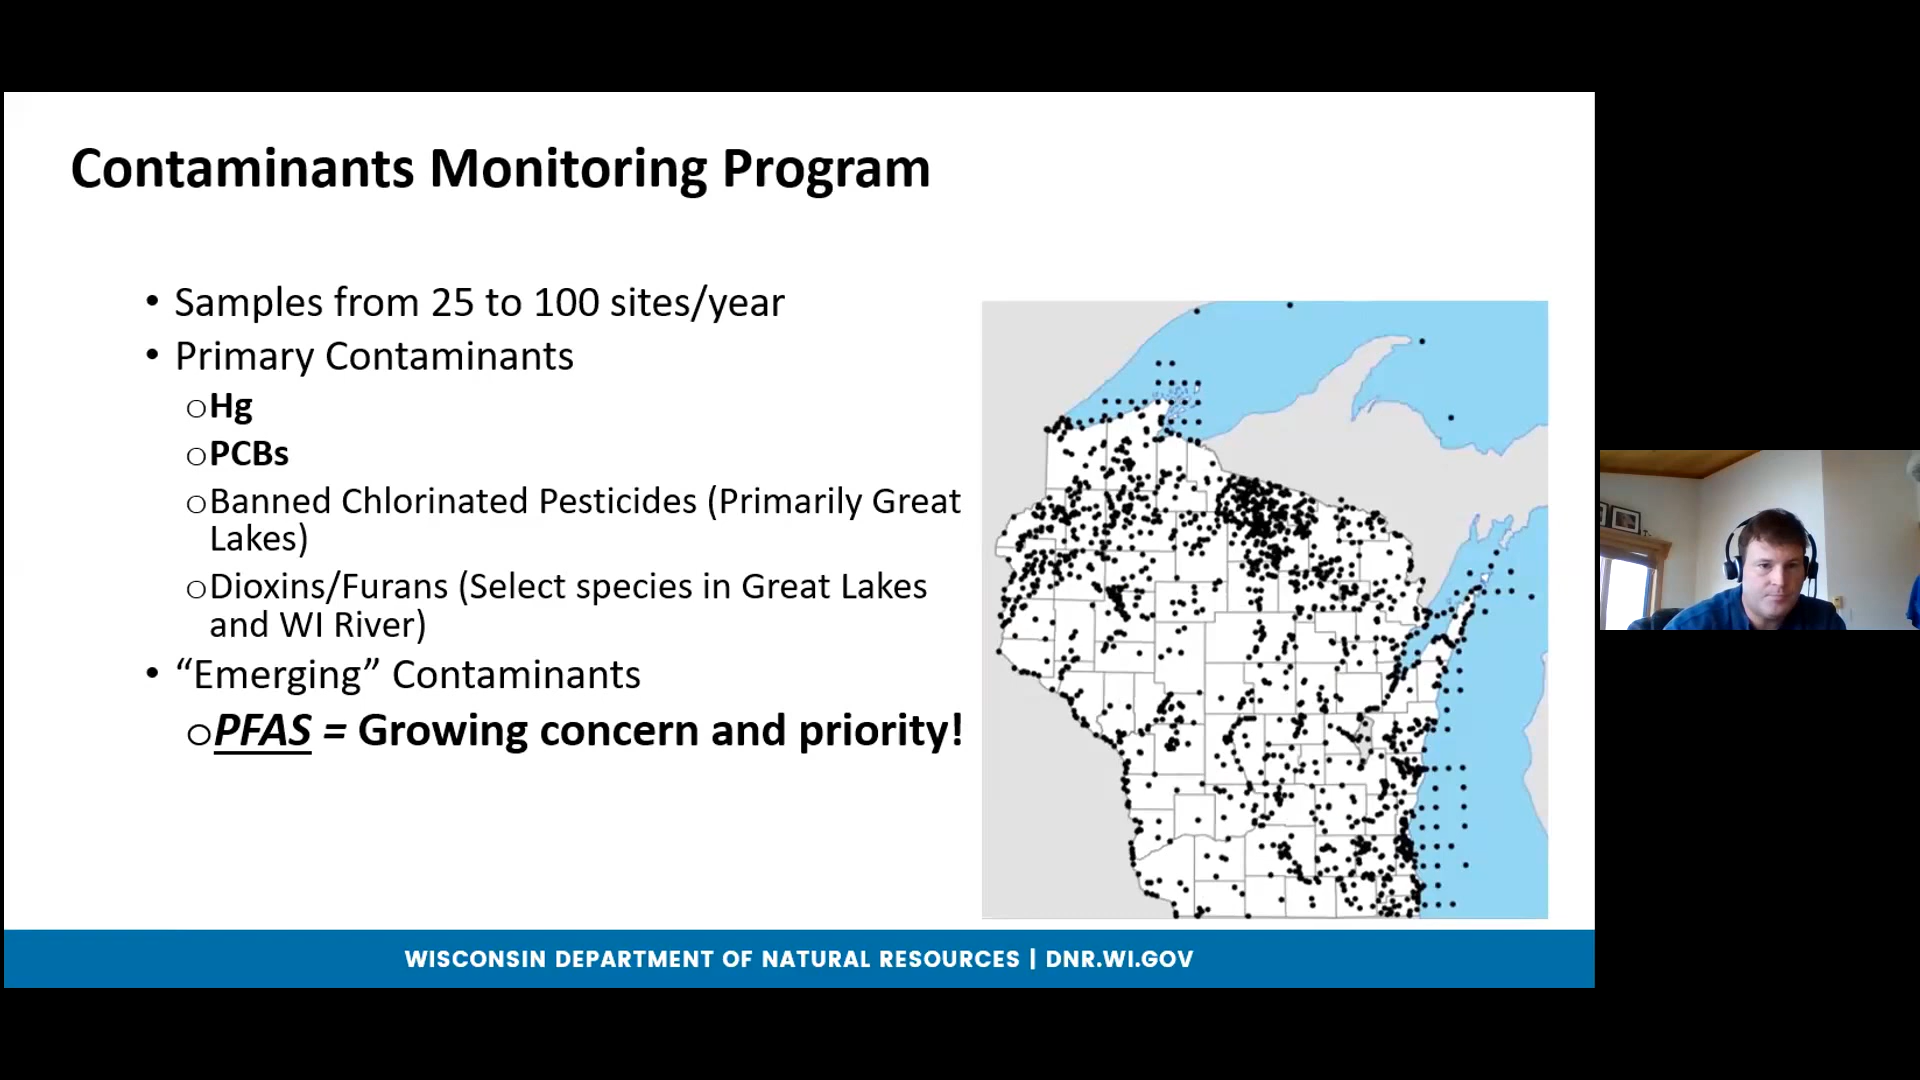 Contaminants Monitoring Program
• Samples from 25 to 100 sites/year
• Primary Contaminants
○Hg
○PCBs
○Banned Chlorinated Pesticides (Primarily Great
Lakes)
○Dioxins/Furans (Select species in Great Lakes
and WI River)
• “Emerging” Contaminants
○PFAS = Growing concern and priority!
WISCONSIN DEPARTMENT OF NATURAL RESOURCES | DNR.WI.GOV